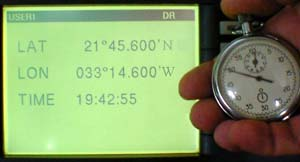 USER1 DR
LAT 21°45.600'N
LON 033°14.600'W
TIME 19:42:55